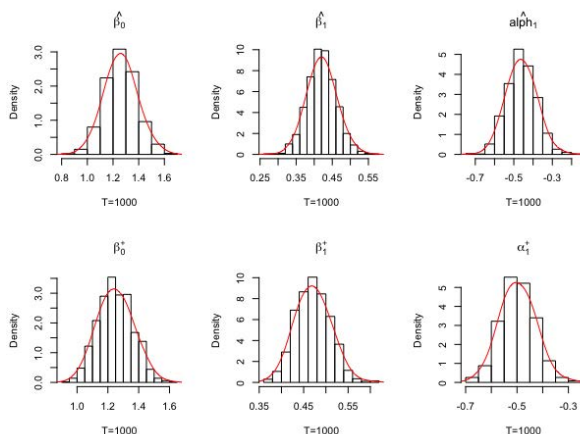 β̂₀
Density
0.0 1.0 2.0 3.0
0.8 1.0 1.2 1.4 1.6
T=1000
β̂₁
Density
0 2 4 6 8 10
0.25 0.35 0.45 0.55
T=1000
alpĥ₁
Density
0 1 2 3 4 5
-0.7 -0.5 -0.3
T=1000
β₀⁺
Density
0.0 1.0 2.0 3.0
1.0 1.2 1.4 1.6
T=1000
β₁⁺
Density
0 2 4 6 8 10
0.35 0.45 0.55
T=1000
α₁⁺
Density
0 1 2 3 4 5
-0.7 -0.5 -0.3
T=1000